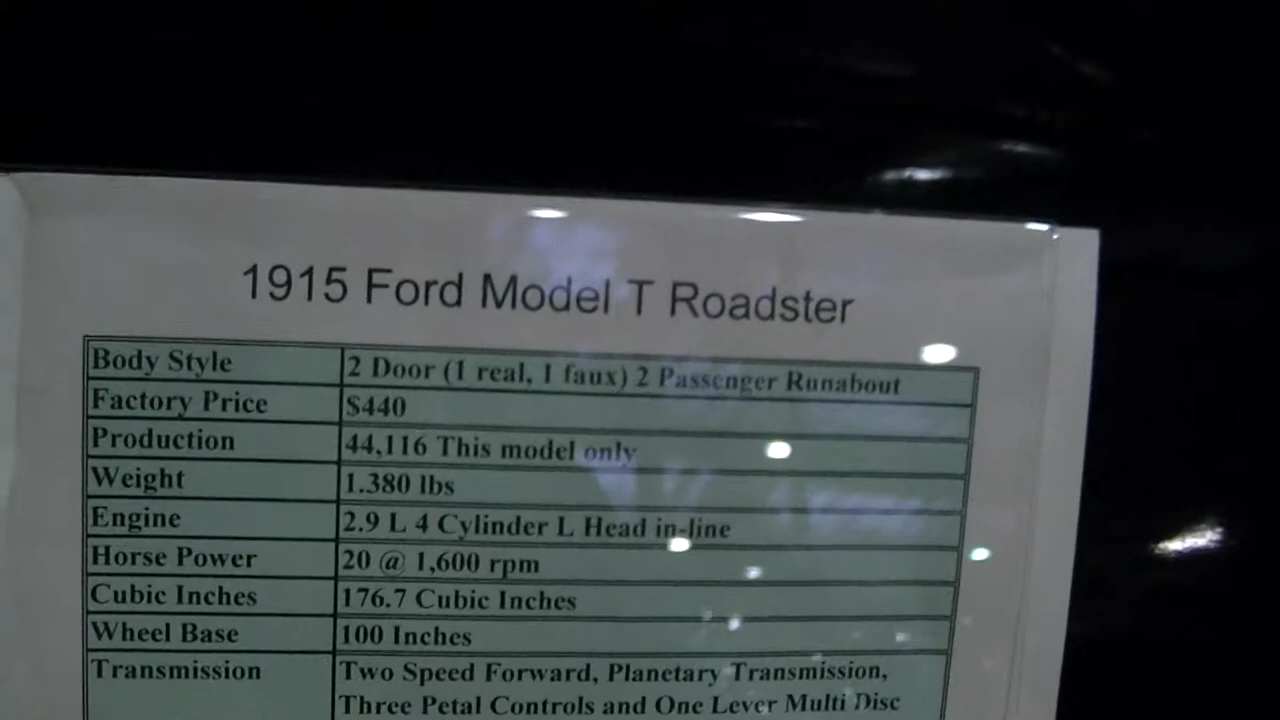 1915 Ford Model T Roadster
Body Style 2 Door (1 real, 1 faux) 2 Passenger Runabout
Factory Price $440
Production 44,116 This model only
Weight 1.380 lbs
Engine 2.9 L 4 Cylinder L Head in-line
Horse Power 20 @ 1,600 rpm
Cubic Inches 176.7 Cubic Inches
Wheel Base 100 Inches
Transmission Two Speed Forward, Planetary Transmission,
Three Petal Controls and One Lever Multi Disc